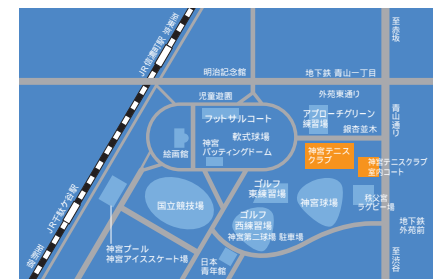 至赤坂
JR信濃町駅
明治記念館
地下鉄 青山一丁目
児童遊園
外苑東通り
フットサルコート
アプローチグリーン
練習場
青山通り
軟式球場
銀杏並木
絵画館
神宮
バッティングドーム
神宮テニス
クラブ
神宮テニスクラブ
室内コート
JR千駄ケ谷駅
国立競技場
ゴルフ
東練習場
神宮球場
秩父宮
ラグビー場
ゴルフ
西練習場
神宮第二球場 駐車場
地下鉄
外苑前
神宮プール
神宮アイススケート場
日本
青年館
至渋谷